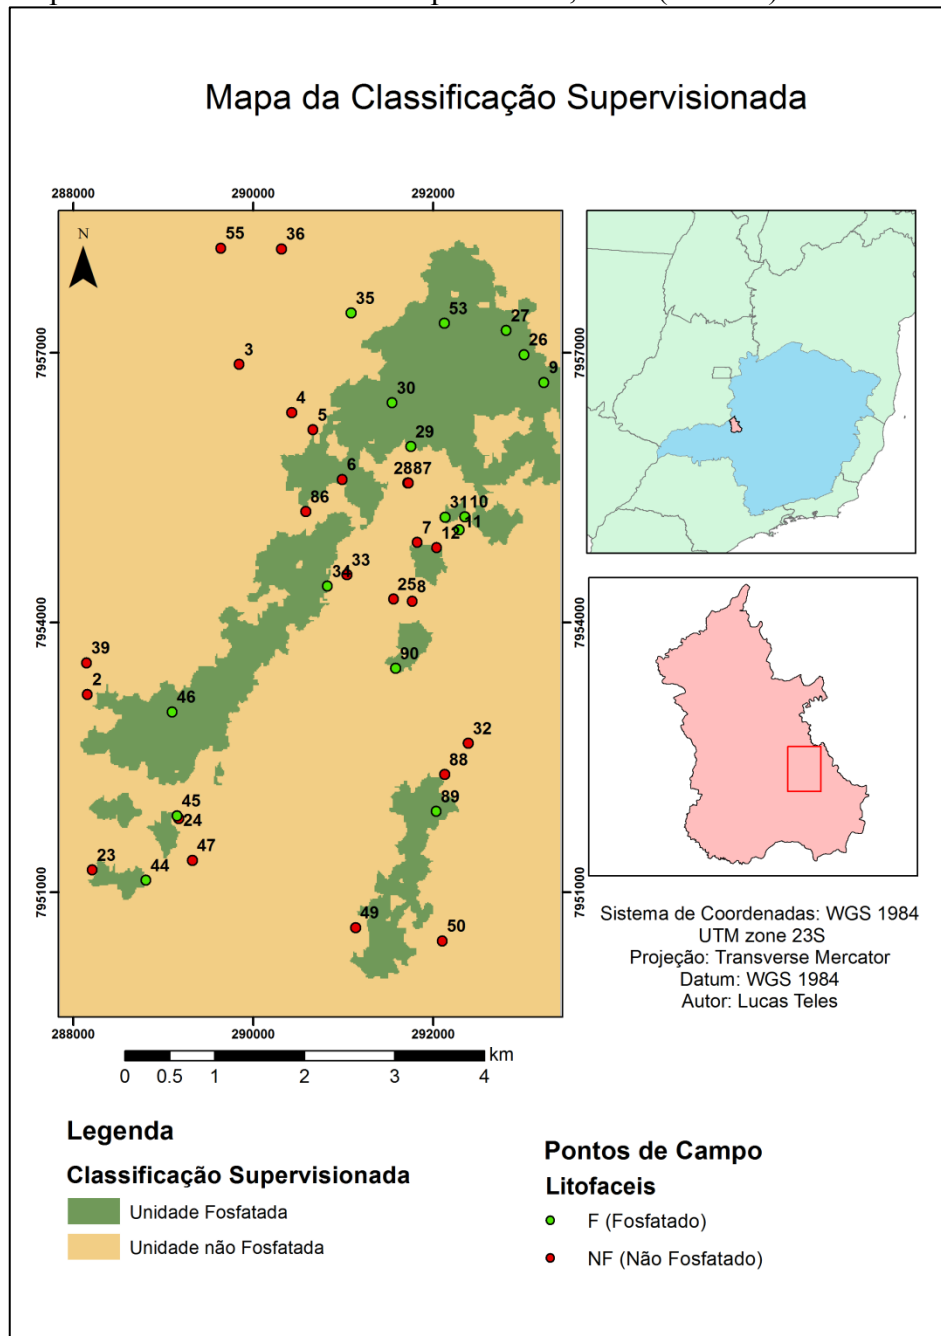 Mapa da Classificação Supervisionada
288000 290000 292000
N
55 36
35
53
27
26
3
9
30
4
5
29
6
2887
86
31 10
11
7
12
33
34
25 8
39
90
2
46
32
88
89
45
24
47
23
44
49
50
7957000 7957000
7954000 7954000
7951000 7951000
288000 290000 292000
km
0 0.5 1 2 3 4
Sistema de Coordenadas: WGS 1984
UTM zone 23S
Projeção: Transverse Mercator
Datum: WGS 1984
Autor: Lucas Teles
Legenda
Classificação Supervisionada
Unidade Fosfatada
Unidade não Fosfatada
Pontos de Campo
Litofaceis
F (Fosfatado)
NF (Não Fosfatado)